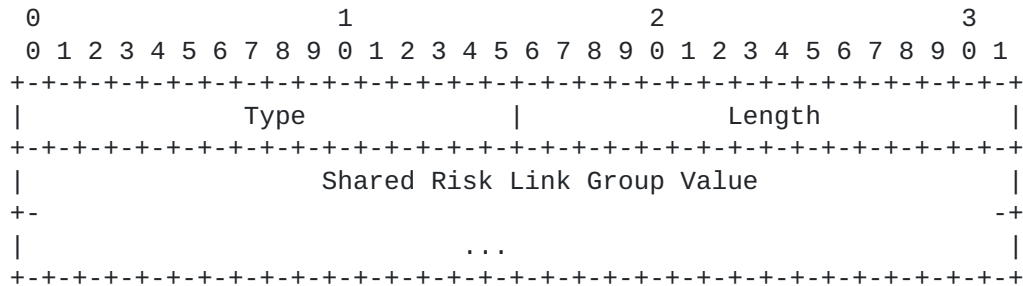 0                   1                   2                   3
 0 1 2 3 4 5 6 7 8 9 0 1 2 3 4 5 6 7 8 9 0 1 2 3 4 5 6 7 8 9 0 1
+-+-+-+-+-+-+-+-+-+-+-+-+-+-+-+-+-+-+-+-+-+-+-+-+-+-+-+-+-+-+-+-+
|              Type             |             Length            |
+-+-+-+-+-+-+-+-+-+-+-+-+-+-+-+-+-+-+-+-+-+-+-+-+-+-+-+-+-+-+-+-+
|                   Shared Risk Link Group Value                |
+-                                                             -+
|                            ...                                |
+-+-+-+-+-+-+-+-+-+-+-+-+-+-+-+-+-+-+-+-+-+-+-+-+-+-+-+-+-+-+-+-+